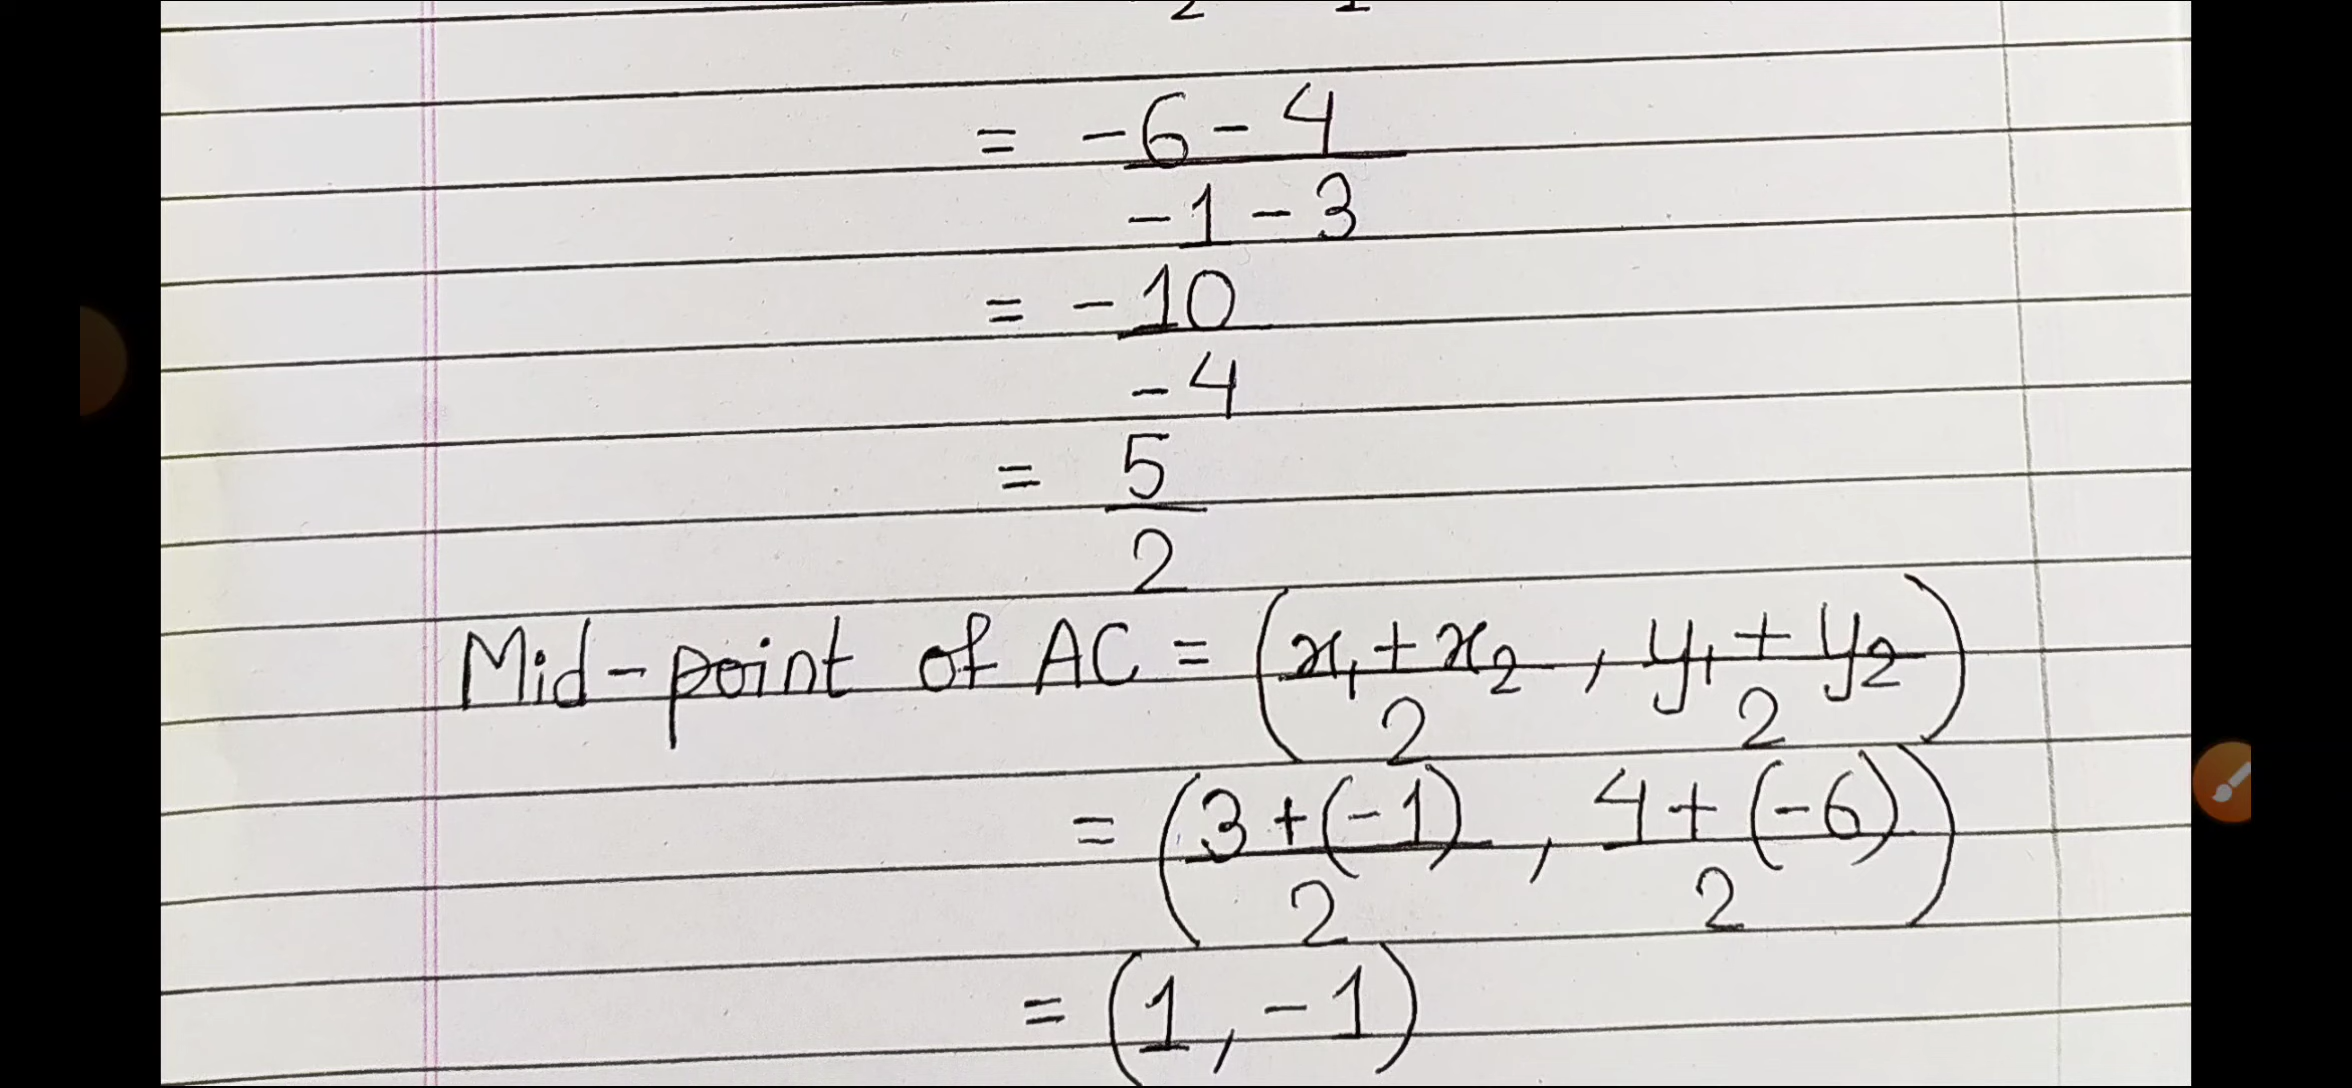 = -6-4
-1-3
= -10
-4
= 5
2
Mid-point of AC = (x₁+x₂/2, y₁+y₂/2)
= (3+(-1)/2, 4+(-6)/2)
= (1, -1)